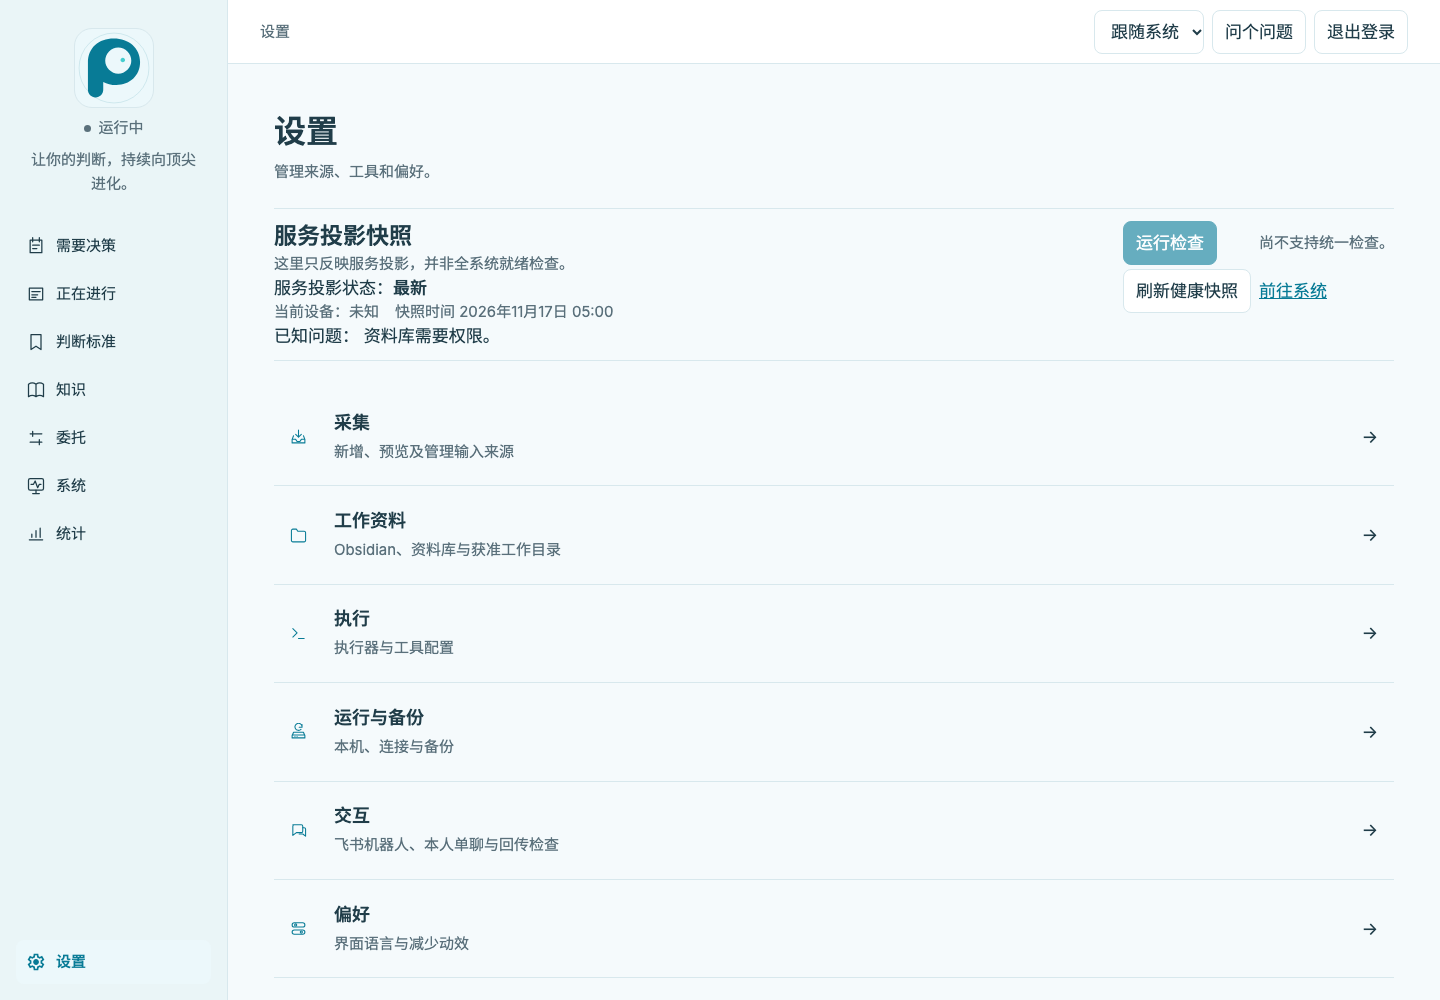 运行中
让你的判断，持续向顶尖
进化。
需要决策
正在进行
判断标准
知识
委托
系统
统计
设置
设置
跟随系统
问个问题
退出登录
设置
管理来源、工具和偏好。
服务投影快照
这里只反映服务投影，并非全系统就绪检查。
服务投影状态：最新
当前设备：未知 快照时间 2026年11月17日 05:00
已知问题： 资料库需要权限。
运行检查
尚不支持统一检查。
刷新健康快照
前往系统
采集
新增、预览及管理输入来源
工作资料
Obsidian、资料库与获准工作目录
执行
执行器与工具配置
运行与备份
本机、连接与备份
交互
飞书机器人、本人单聊与回传检查
偏好
界面语言与减少动效